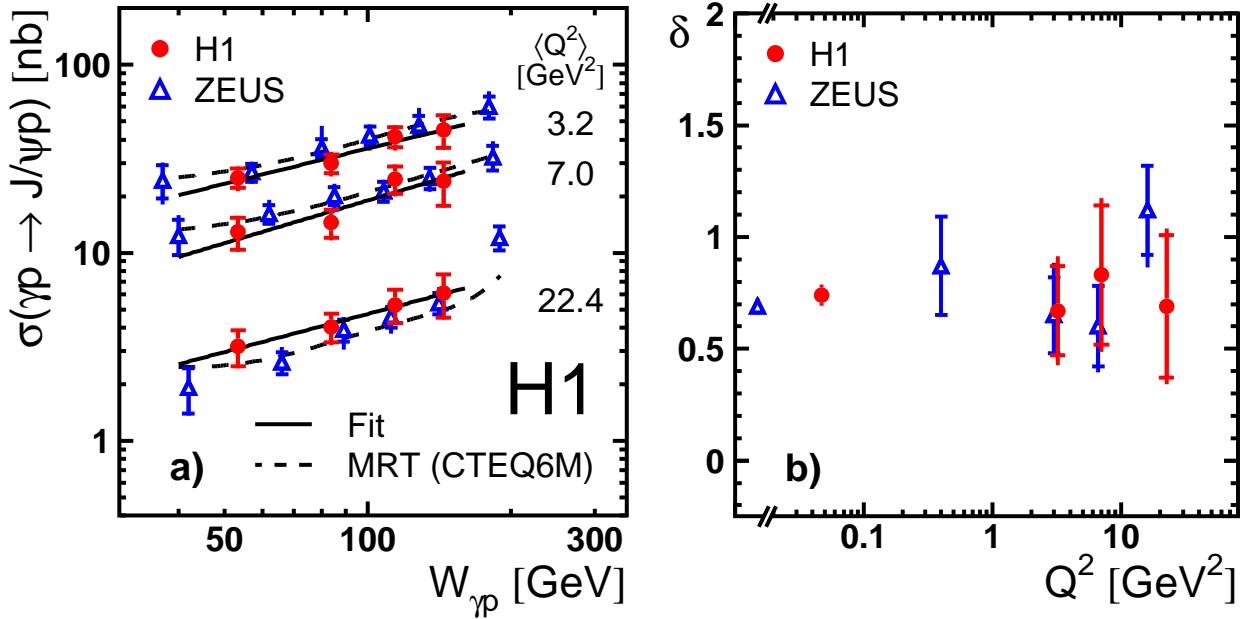 σ(γp → J/ψp) [nb]
100
10
1
H1
ZEUS
⟨Q²⟩
[GeV²]
3.2
7.0
22.4
H1
Fit
MRT (CTEQ6M)
a)
50
100
300
W_γp [GeV]
δ
2
1.5
1
0.5
0
H1
ZEUS
b)
0.1
1
10
Q² [GeV²]